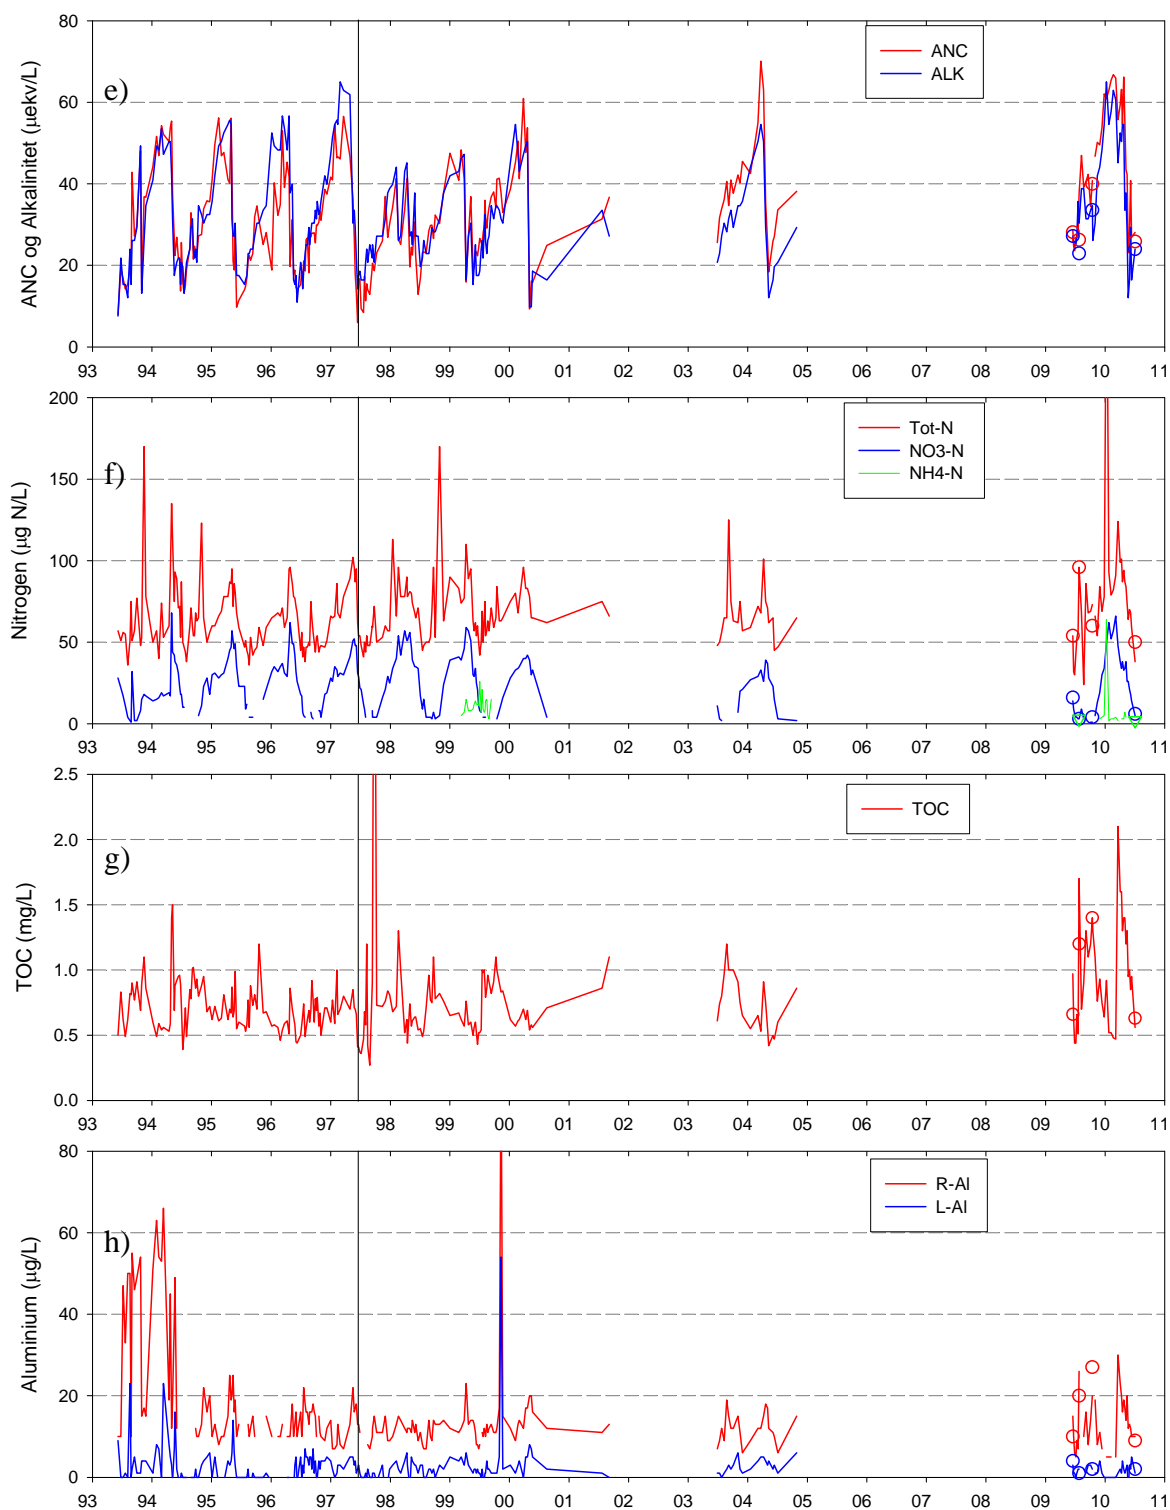 80
60
40
20
0
ANC og Alkalinitet (µekv/L)
e)
ANC
ALK
93 94 95 96 97 98 99 00 01 02 03 04 05 06 07 08 09 10 11
200
150
100
50
0
Nitrogen (µg N/L)
f)
Tot-N
NO3-N
NH4-N
93 94 95 96 97 98 99 00 01 02 03 04 05 06 07 08 09 10 11
2.5
2.0
1.5
1.0
0.5
0.0
TOC (mg/L)
g)
TOC
93 94 95 96 97 98 99 00 01 02 03 04 05 06 07 08 09 10 11
80
60
40
20
0
Aluminium (µg/L)
h)
R-Al
L-Al
93 94 95 96 97 98 99 00 01 02 03 04 05 06 07 08 09 10 11